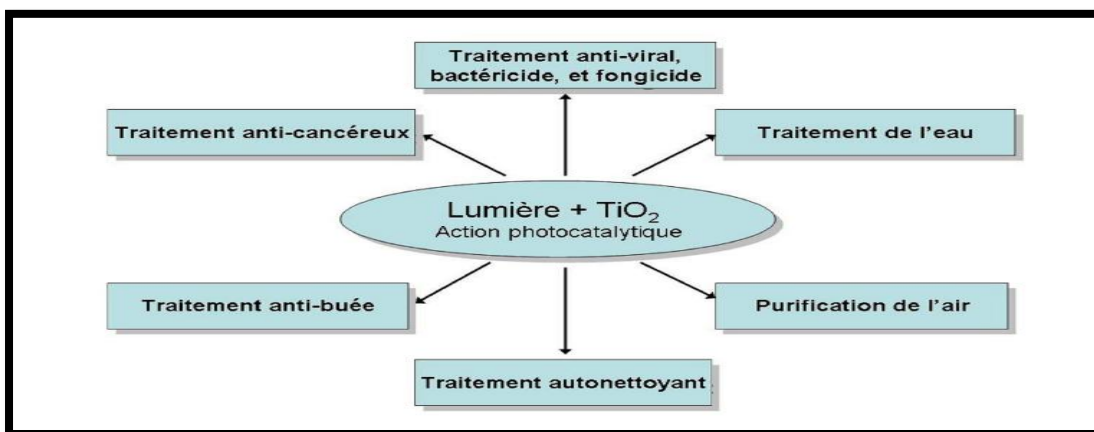 Traitement anti-viral,
bactéricide, et fongicide
Traitement anti-cancéreux
Traitement de l'eau
Lumière + TiO₂
Action photocatalytique
Traitement anti-buée
Purification de l'air
Traitement autonettoyant